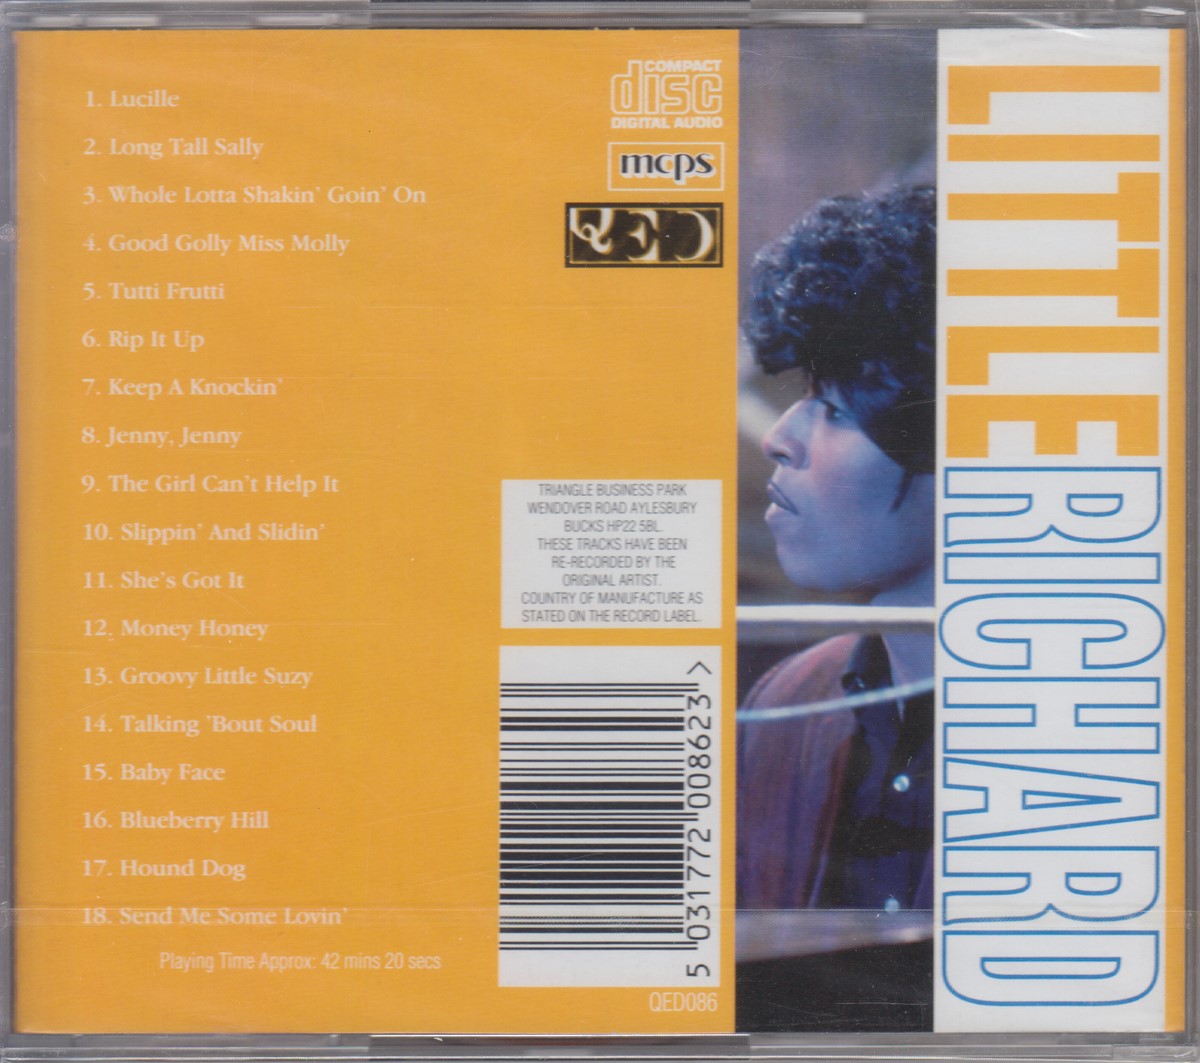 1. Lucille
2. Long Tall Sally
3. Whole Lotta Shakin' Goin' On
4. Good Golly Miss Molly
5. Tutti Frutti
6. Rip It Up
7. Keep A Knockin'
8. Jenny, Jenny
9. The Girl Can't Help It
10. Slippin' And Slidin'
11. She's Got It
12. Money Honey
13. Groovy Little Suzy
14. Talking 'Bout Soul
15. Baby Face
16. Blueberry Hill
17. Hound Dog
18. Send Me Some Lovin'
Playing Time Approx: 42 mins 20 secs
COMPACT
disc
DIGITAL AUDIO
mcps
QED
TRIANGLE BUSINESS PARK
WENDOVER ROAD AYLESBURY
BUCKS HP22 5BL.
THESE TRACKS HAVE BEEN
RE-RECORDED BY THE
ORIGINAL ARTIST.
COUNTRY OF MANUFACTURE AS
STATED ON THE RECORD LABEL.
5 031772 008623 >
QED086
LITTLE RICHARD